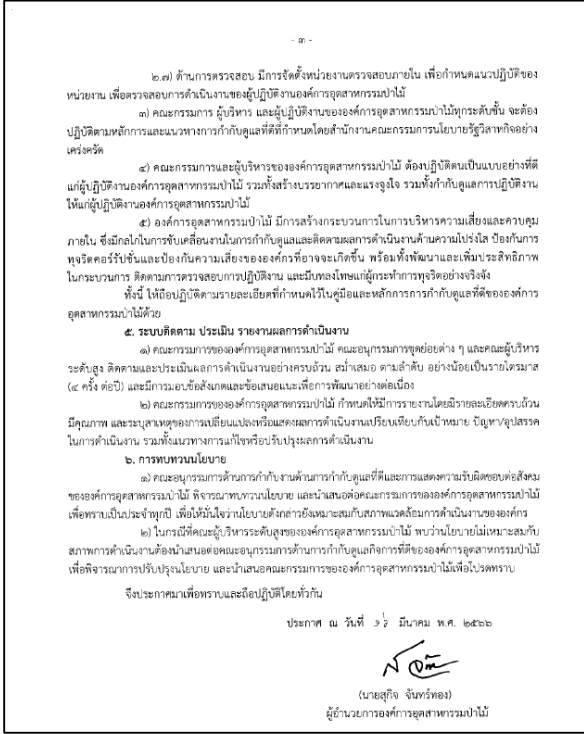 - ๓ -
๒.๗) ด้านการตรวจสอบ มีการจัดตั้งหน่วยงานตรวจสอบภายใน เพื่อกำหนดแนวปฏิบัติของ
หน่วยงาน เพื่อตรวจสอบการดำเนินงานของผู้ปฏิบัติงานองค์การอุตสาหกรรมป่าไม้
๓) คณะกรรมการ ผู้บริหาร และผู้ปฏิบัติงานขององค์การอุตสาหกรรมป่าไม้ทุกระดับชั้น จะต้อง
ปฏิบัติตามหลักการและแนวทางการกำกับดูแลที่ดีที่กำหนดโดยสำนักงานคณะกรรมการนโยบายรัฐวิสาหกิจอย่าง
เคร่งครัด
๔) คณะกรรมการและผู้บริหารขององค์การอุตสาหกรรมป่าไม้ ต้องปฏิบัติตนเป็นแบบอย่างที่ดี
แก่ผู้ปฏิบัติงานองค์การอุตสาหกรรมป่าไม้ รวมทั้งสร้างบรรยากาศและแรงจูงใจ รวมทั้งกำกับดูแลการปฏิบัติงาน
ให้แก่ผู้ปฏิบัติงานองค์การอุตสาหกรรมป่าไม้
๕) องค์การอุตสาหกรรมป่าไม้ มีการสร้างกระบวนการในการบริหารความเสี่ยงและควบคุม
ภายใน ซึ่งมีกลไกในการขับเคลื่อนงานในการกำกับดูแลและติดตามผลการดำเนินงานด้านความโปร่งใส ป้องกันการ
ทุจริตคอร์รัปชั่นและป้องกันความเสี่ยงขององค์กรที่อาจจะเกิดขึ้น พร้อมทั้งพัฒนาและเพิ่มประสิทธิภาพ
ในกระบวนการ ติดตามการตรวจสอบการปฏิบัติงาน และมีบทลงโทษแก่ผู้กระทำการทุจริตอย่างจริงจัง
ทั้งนี้ ให้ถือปฏิบัติตามรายละเอียดที่กำหนดไว้ในคู่มือและหลักการการกำกับดูแลที่ดีขององค์การ
อุตสาหกรรมป่าไม้ด้วย
๕. ระบบติดตาม ประเมิน รายงานผลการดำเนินงาน
๑) คณะกรรมการขององค์การอุตสาหกรรมป่าไม้ คณะอนุกรรมการชุดย่อยต่าง ๆ และคณะผู้บริหาร
ระดับสูง ติดตามและประเมินผลการดำเนินงานอย่างครบถ้วน สม่ำเสมอ ตามลำดับ อย่างน้อยเป็นรายไตรมาส
(๔ ครั้ง ต่อปี) และมีการมอบข้อสังเกตและข้อเสนอแนะเพื่อการพัฒนาอย่างต่อเนื่อง
๒) คณะกรรมการขององค์การอุตสาหกรรมป่าไม้ กำหนดให้มีการรายงานโดยมีรายละเอียดครบถ้วน
มีคุณภาพ และระบุสาเหตุของการเปลี่ยนแปลงหรือแสดงผลการดำเนินงานเปรียบเทียบกับเป้าหมาย ปัญหา/อุปสรรค
ในการดำเนินงาน รวมทั้งแนวทางการแก้ไขหรือปรับปรุงผลการดำเนินงาน
๖. การทบทวนนโยบาย
๑) คณะอนุกรรมการด้านการกำกับงานด้านการกำกับดูแลที่ดีและการแสดงความรับผิดชอบต่อสังคม
ขององค์การอุตสาหกรรมป่าไม้ พิจารณาทบทวนนโยบาย และนำเสนอต่อคณะกรรมการขององค์การอุตสาหกรรมป่าไม้
เพื่อทราบเป็นประจำทุกปี เพื่อให้มั่นใจว่านโยบายดังกล่าวยังเหมาะสมกับสภาพแวดล้อมการดำเนินงานขององค์กร
๒) ในกรณีที่คณะผู้บริหารระดับสูงขององค์การอุตสาหกรรมป่าไม้ พบว่านโยบายไม่เหมาะสมกับ
สภาพการดำเนินงานต้องนำเสนอต่อคณะอนุกรรมการด้านการกำกับดูแลกิจการที่ดีขององค์การอุตสาหกรรมป่าไม้
เพื่อพิจารณาการปรับปรุงนโยบาย และนำเสนอคณะกรรมการขององค์การอุตสาหกรรมป่าไม้เพื่อโปรดทราบ
จึงประกาศมาเพื่อทราบและถือปฏิบัติโดยทั่วกัน
ประกาศ ณ วันที่ มีนาคม พ.ศ. ๒๕๖๖
(นายสุกิจ จันทร์ทอง)
ผู้อำนวยการองค์การอุตสาหกรรมป่าไม้